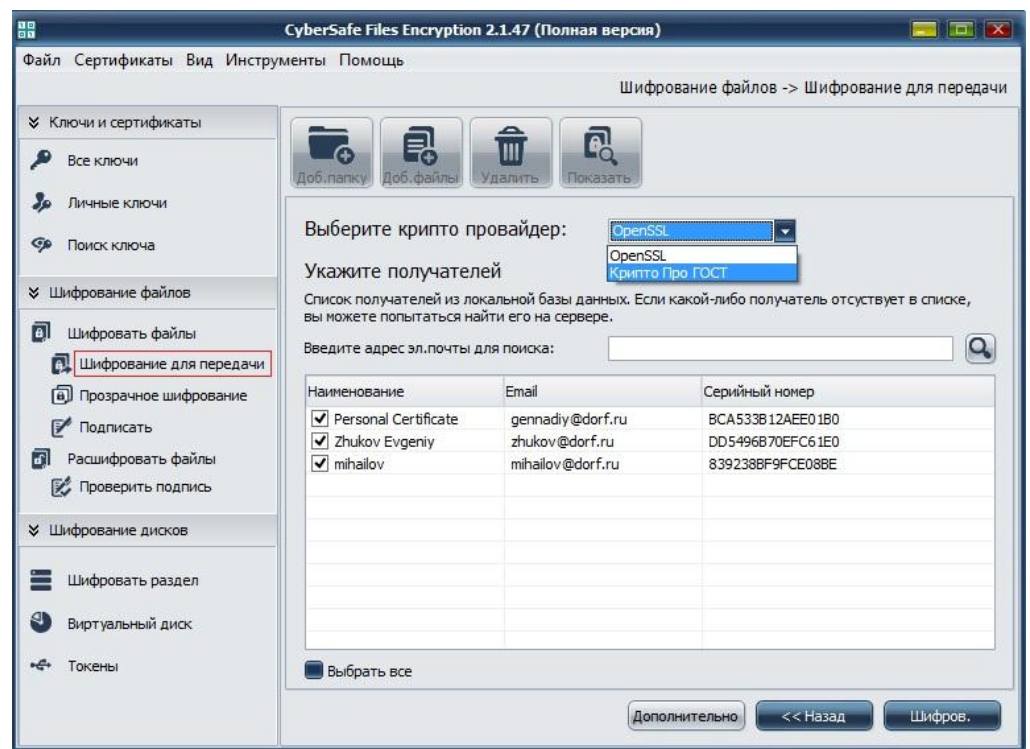 CyberSafe Files Encryption 2.1.47 (Полная версия)
Файл Сертификаты Вид Инструменты Помощь
Шифрование файлов -> Шифрование для передачи
Ключи и сертификаты
Все ключи
Личные ключи
Поиск ключа
Шифрование файлов
Шифровать файлы
Шифрование для передачи
Прозрачное шифрование
Подписать
Расшифровать файлы
Проверить подпись
Шифрование дисков
Шифровать раздел
Виртуальный диск
Токены
Доб.папку Доб.файлы Удалить Показать
Выберите крипто провайдер: OpenSSL
OpenSSL
Крипто Про ГОСТ
Укажите получателей
Список получателей из локальной базы данных. Если какой-либо получатель отсуствует в списке,
вы можете попытаться найти его на сервере.
Введите адрес эл.почты для поиска:
Наименование Email Серийный номер
Personal Certificate gennadiy@dorf.ru BCA533B12AEE01B0
Zhukov Evgeniy zhukov@dorf.ru DD5496B70EFC61E0
mihailov mihailov@dorf.ru 839238BF9FCE08BE
Выбрать все
Дополнительно << Назад Шифров.